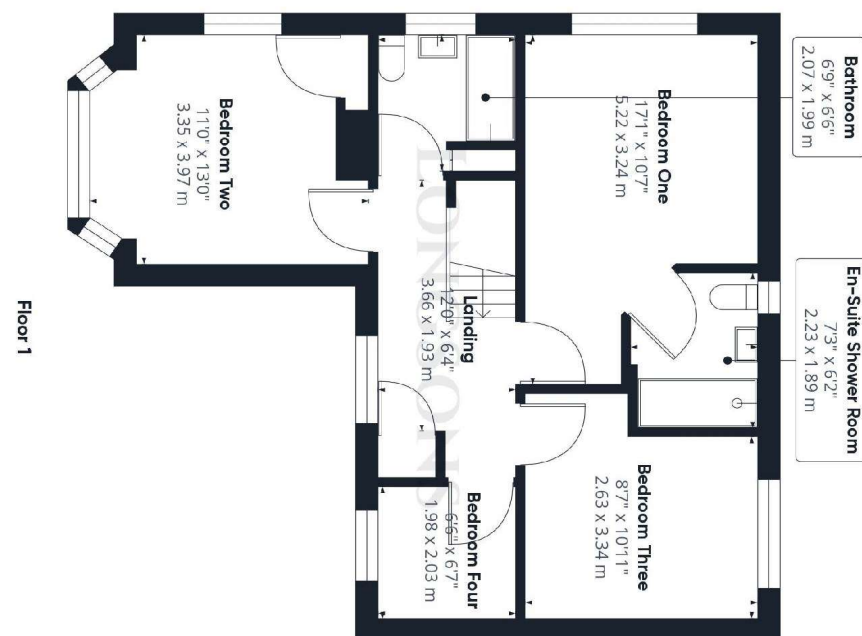 Bathroom
6'9" x 6'6"
2.07 x 1.99 m
En-Suite Shower Room
7'3" x 6'2"
2.23 x 1.89 m
Bedroom One
17'1" x 10'7"
5.22 x 3.24 m
Bedroom Three
8'7" x 10'11"
2.63 x 3.34 m
Landing
12'0" x 6'4"
3.66 x 1.93 m
Bedroom Four
6'6" x 6'7"
1.98 x 2.03 m
LONGSONS
Bedroom Two
11'0" x 13'0"
3.35 x 3.97 m
Floor 1